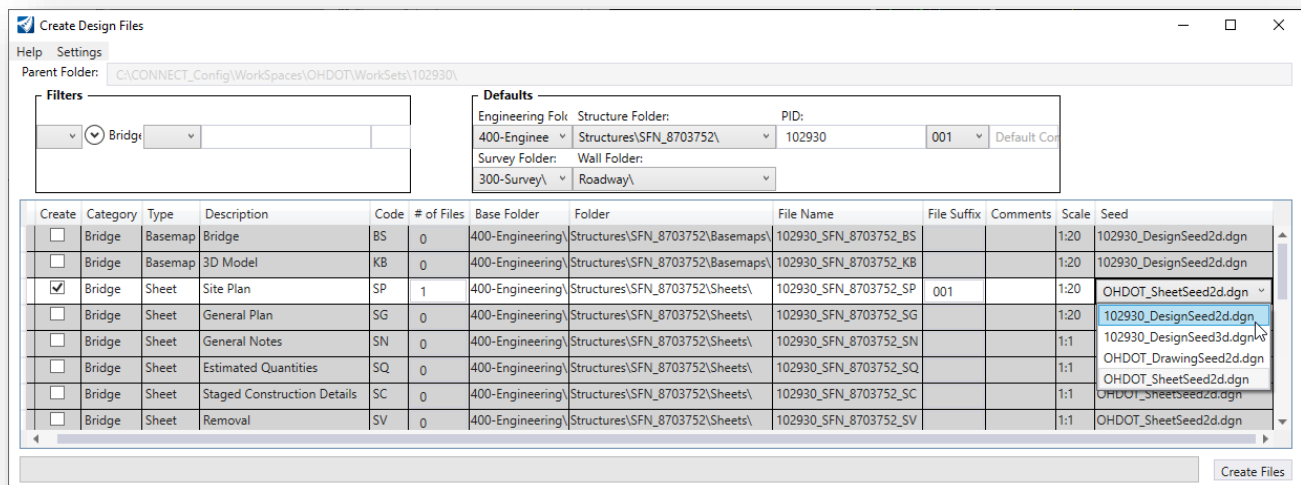 Create Design Files
Help Settings
Parent Folder: C:\CONNECT_Config\WorkSpaces\OHDOT\WorkSets\102930\
Filters
Bridge
Defaults
Engineering Fold Structure Folder: PID:
400-Enginee Structures\SFN_8703752\ 102930 001 Default Con
Survey Folder: Wall Folder:
300-Survey\ Roadway\
Create Category Type Description Code # of Files Base Folder Folder File Name File Suffix Comments Scale Seed
Bridge Basemap Bridge BS 0 400-Engineering\ Structures\SFN_8703752\Basemaps\ 102930_SFN_8703752_BS 1:20 102930_DesignSeed2d.dgn
Bridge Basemap 3D Model KB 0 400-Engineering\ Structures\SFN_8703752\Basemaps\ 102930_SFN_8703752_KB 1:20 102930_DesignSeed2d.dgn
Bridge Sheet Site Plan SP 1 400-Engineering\ Structures\SFN_8703752\Sheets\ 102930_SFN_8703752_SP 001 1:20 OHDOT_SheetSeed2d.dgn
Bridge Sheet General Plan SG 0 400-Engineering\ Structures\SFN_8703752\Sheets\ 102930_SFN_8703752_SG 1:20 102930_DesignSeed2d.dgn
Bridge Sheet General Notes SN 0 400-Engineering\ Structures\SFN_8703752\Sheets\ 102930_SFN_8703752_SN 1:1 102930_DesignSeed3d.dgn
Bridge Sheet Estimated Quantities SQ 0 400-Engineering\ Structures\SFN_8703752\Sheets\ 102930_SFN_8703752_SQ 1:1 OHDOT_DrawingSeed2d.dgn
OHDOT_SheetSeed2d.dgn
Bridge Sheet Staged Construction Details SC 0 400-Engineering\ Structures\SFN_8703752\Sheets\ 102930_SFN_8703752_SC 1:1 OHDOT_SheetSeed2d.dgn
Bridge Sheet Removal SV 0 400-Engineering\ Structures\SFN_8703752\Sheets\ 102930_SFN_8703752_SV 1:1 OHDOT_SheetSeed2d.dgn
Create Files